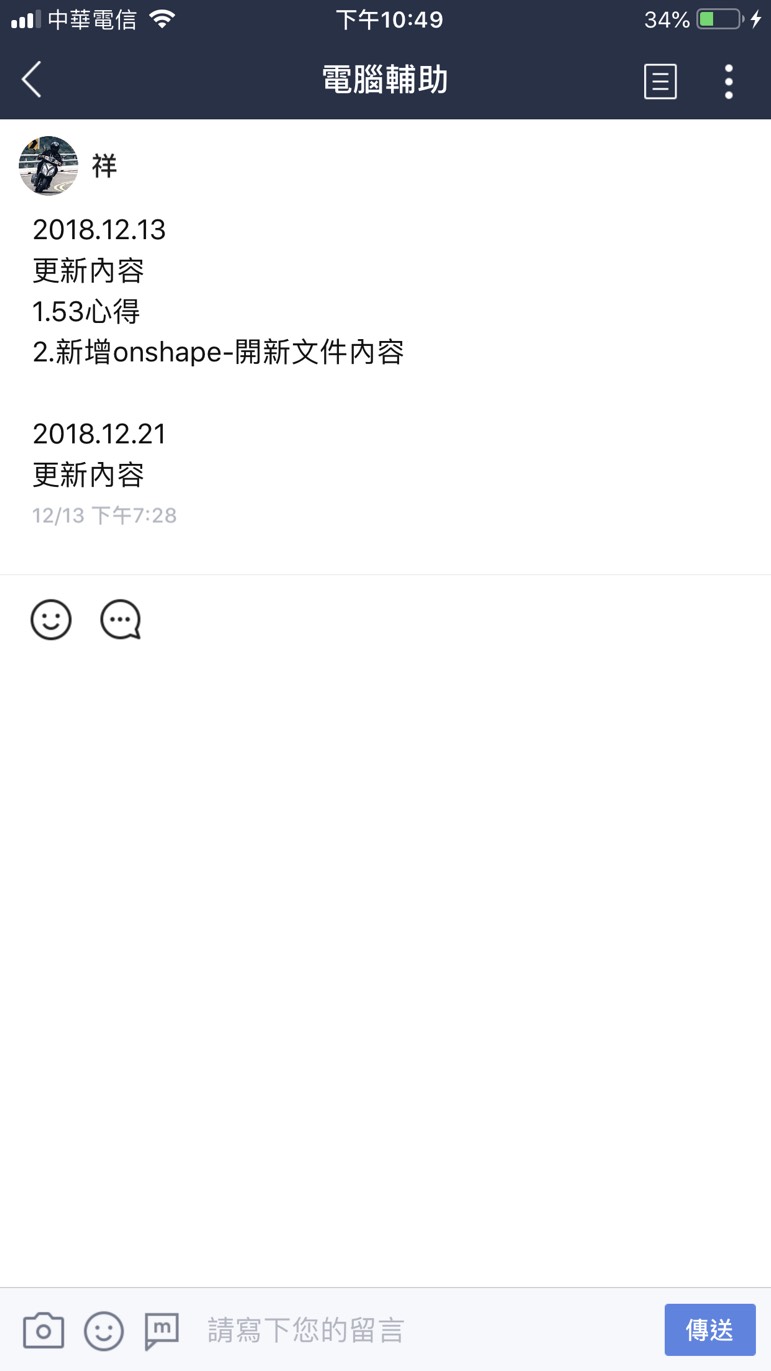 中華電信
下午10:49
34%
電腦輔助
祥
2018.12.13
更新內容
1.53心得
2.新增onshape-開新文件內容
2018.12.21
更新內容
12/13 下午7:28
m
請寫下您的留言
傳送